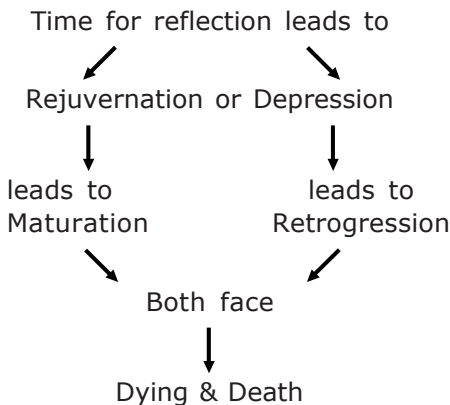 Time for reflection leads to
Rejuvernation or Depression
leads to leads to
Maturation Retrogression
Both face
Dying & Death